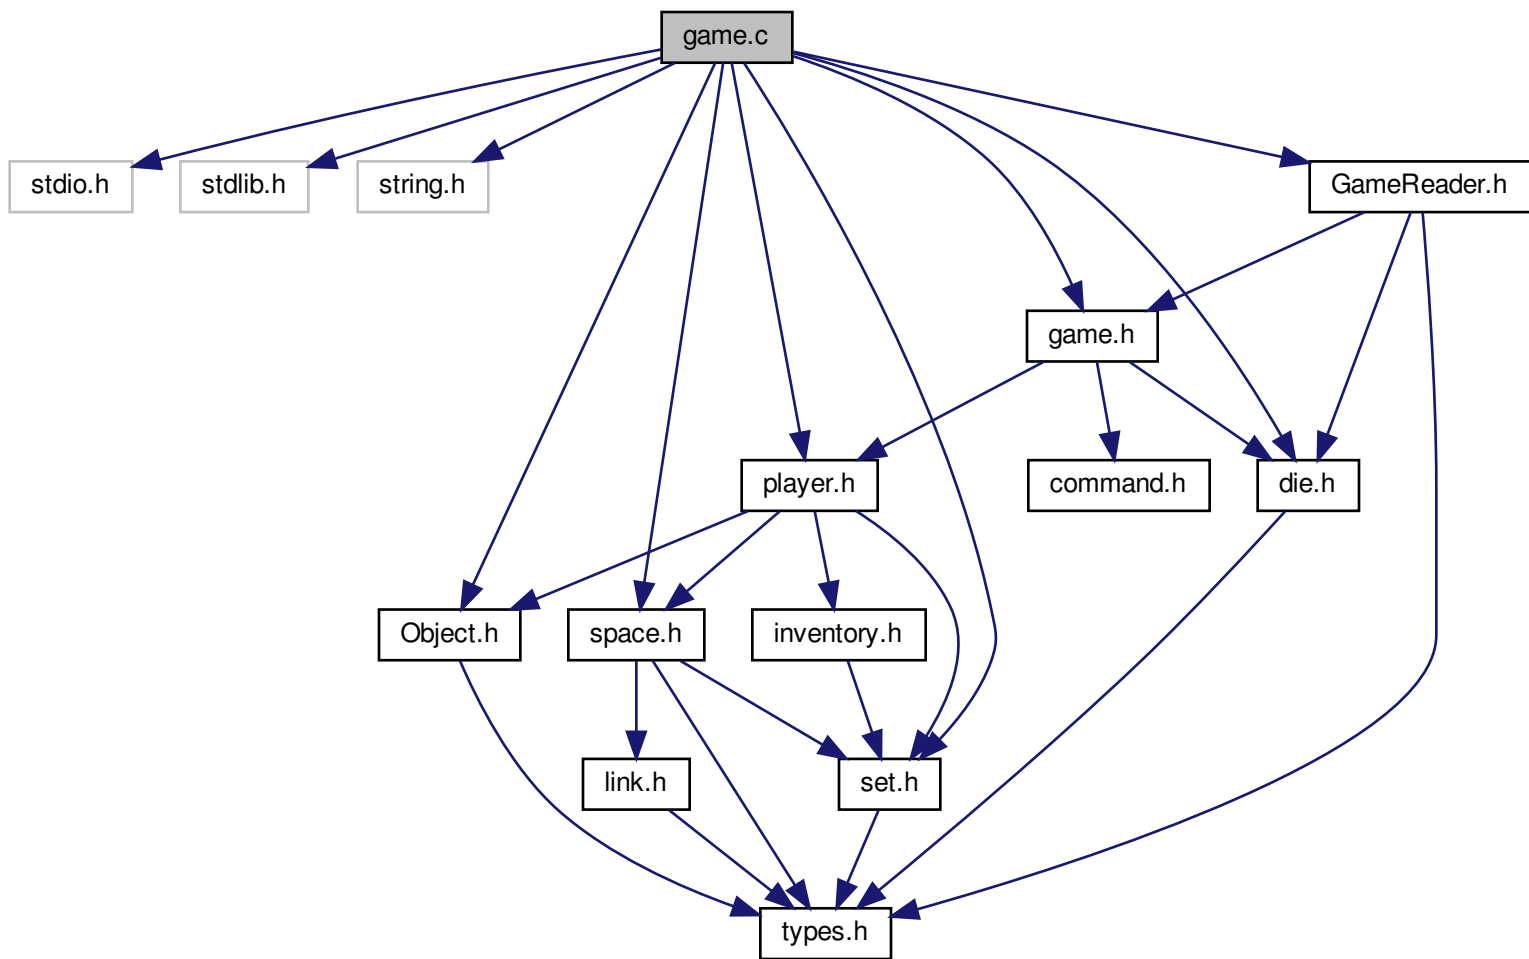 game.c
stdio.h
stdlib.h
string.h
GameReader.h
game.h
player.h
command.h
die.h
Object.h
space.h
inventory.h
link.h
set.h
types.h